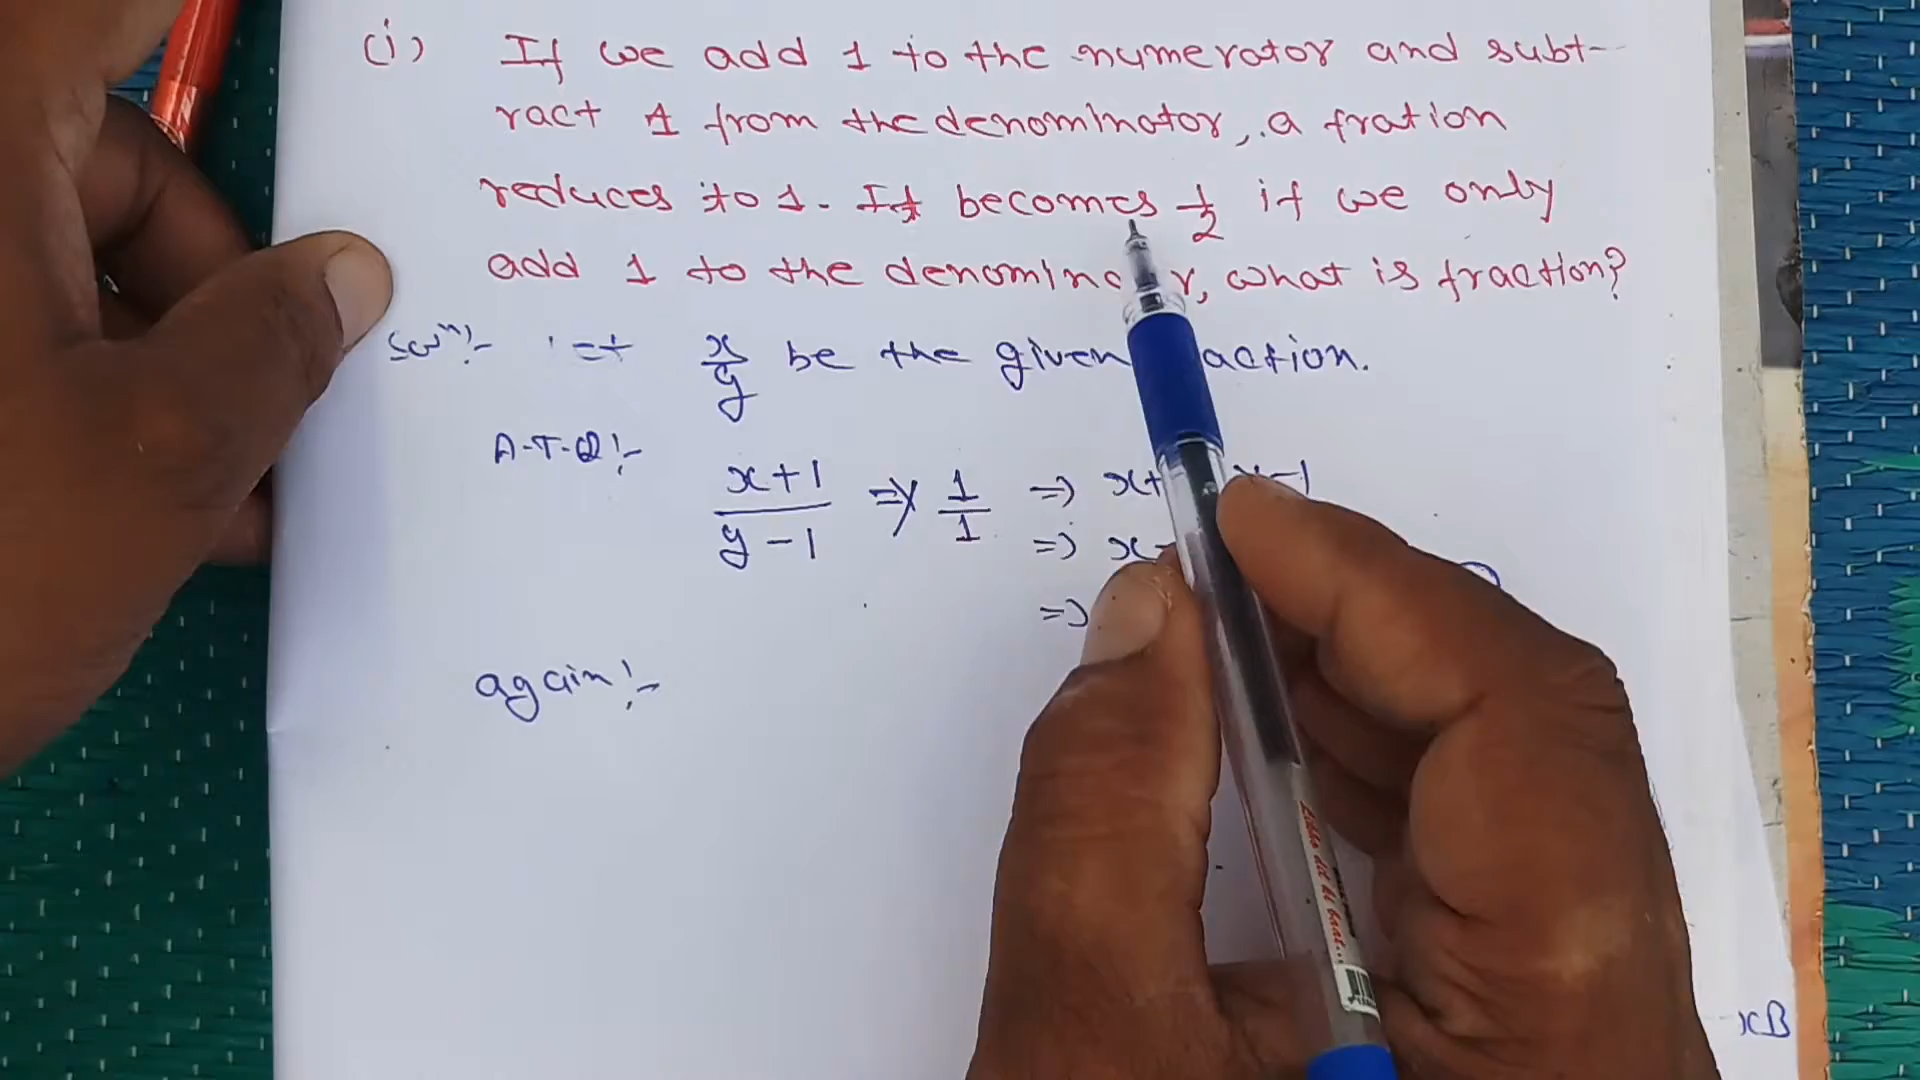 (i) If we add 1 to the numerator and subt-
ract 1 from the denominator, a fration
reduces to 1. It becomes 1/2 if we only
add 1 to the denomin r, what is fraction?
Soln:- et x/y be the given action.
A-T-Q:- x+1/y-1 => 1/1 => x+ y-1
=> x-
=>
again:-